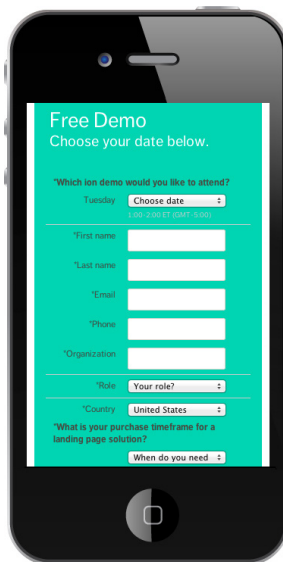 Free Demo
Choose your date below.
*Which ion demo would you like to attend?
Tuesday Choose date
1:00-2:00 ET (GMT-5:00)
*First name
*Last name
*Email
*Phone
*Organization
*Role Your role?
*Country United States
*What is your purchase timeframe for a
landing page solution?
When do you need